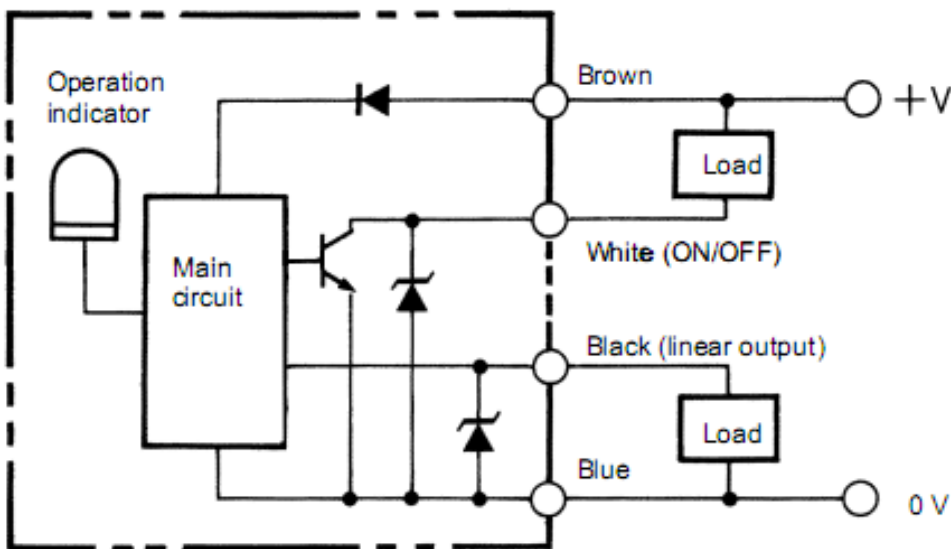 Operation
indicator
Brown
+V
Load
White (ON/OFF)
Main
circuit
Black (linear output)
Load
Blue
0 V